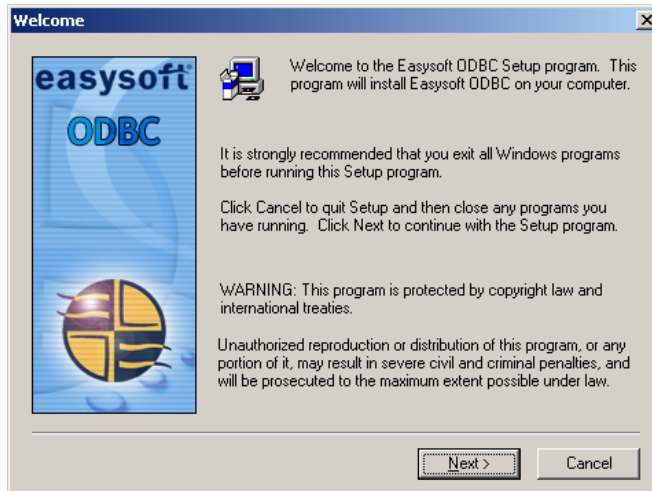 Welcome
easysoft
ODBC
Welcome to the Easysoft ODBC Setup program. This
program will install Easysoft ODBC on your computer.
It is strongly recommended that you exit all Windows programs
before running this Setup program.
Click Cancel to quit Setup and then close any programs you
have running. Click Next to continue with the Setup program.
WARNING: This program is protected by copyright law and
international treaties.
Unauthorized reproduction or distribution of this program, or any
portion of it, may result in severe civil and criminal penalties, and
will be prosecuted to the maximum extent possible under law.
Next >
Cancel